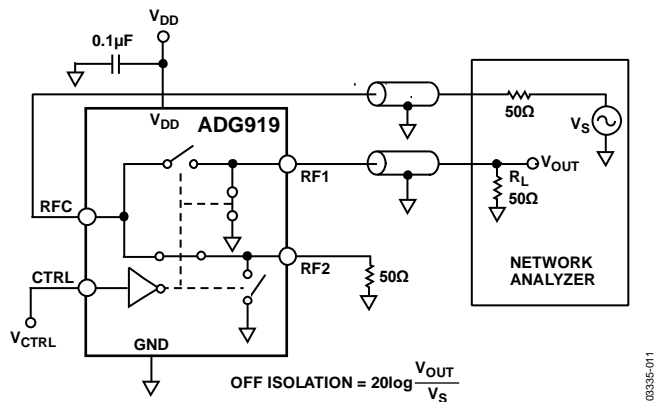 VDD
0.1µF
VDD
ADG919
50Ω
VS
RF1
VOUT
RL
50Ω
RFC
RF2
50Ω
NETWORK
ANALYZER
CTRL
VCTRL
GND
OFF ISOLATION = 20log VOUT
VS
03335-011